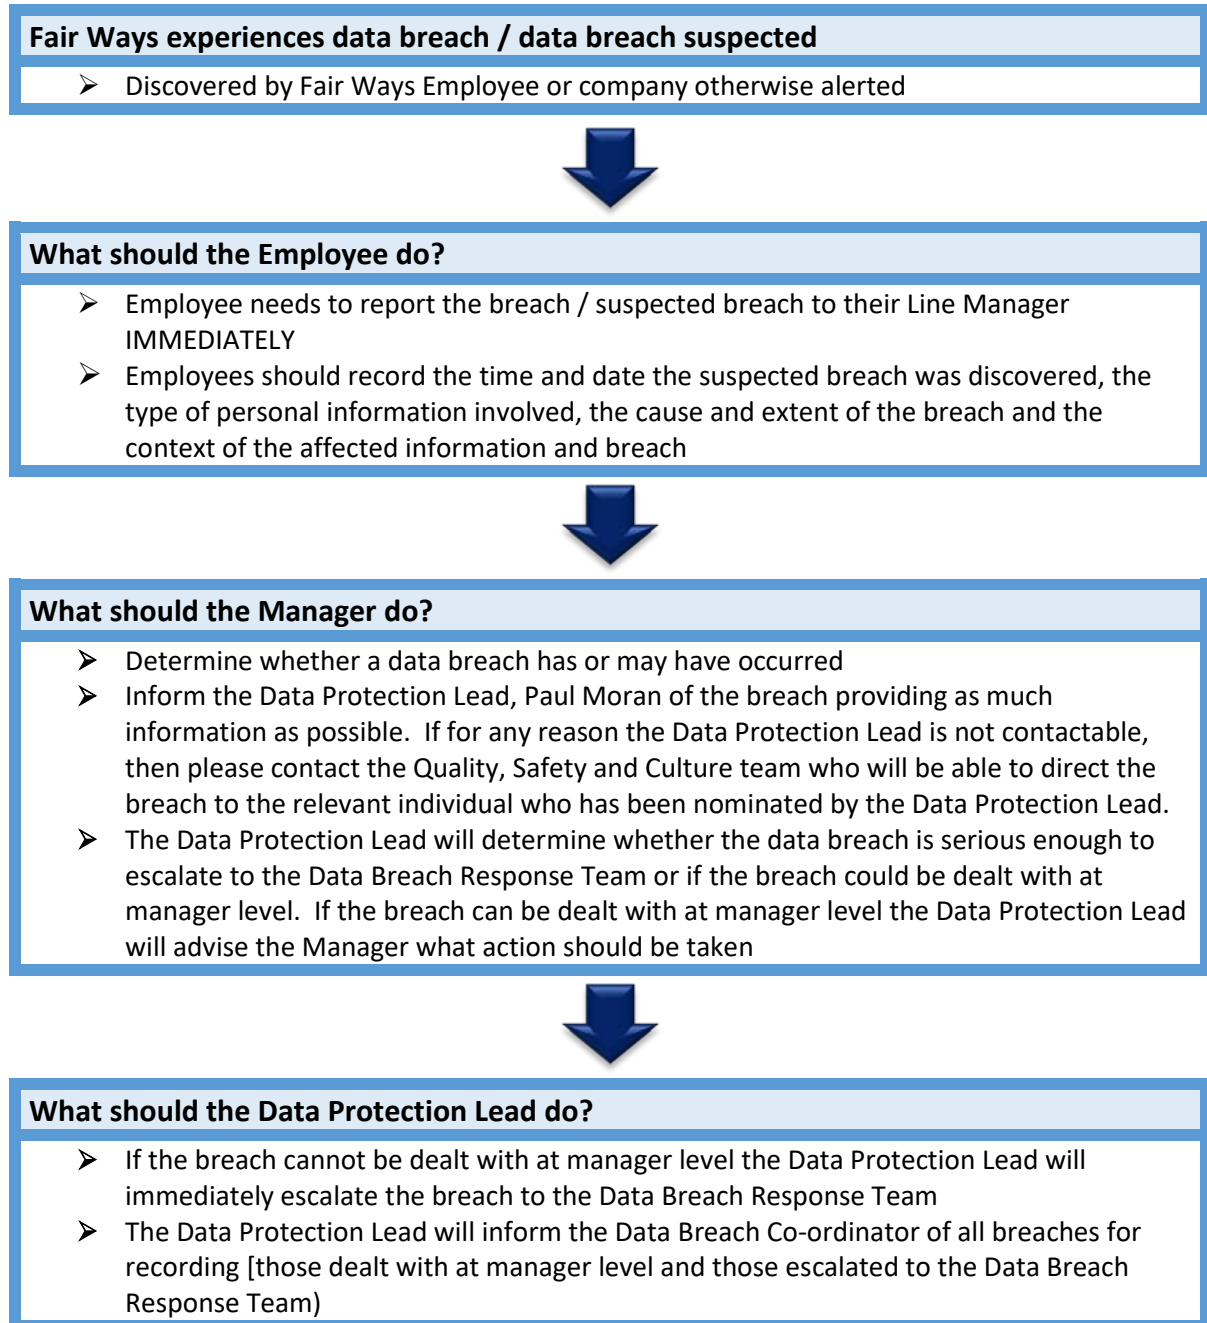 Fair Ways experiences data breach / data breach suspected
➢ Discovered by Fair Ways Employee or company otherwise alerted
What should the Employee do?
➢ Employee needs to report the breach / suspected breach to their Line Manager
IMMEDIATELY
➢ Employees should record the time and date the suspected breach was discovered, the
type of personal information involved, the cause and extent of the breach and the
context of the affected information and breach
What should the Manager do?
➢ Determine whether a data breach has or may have occurred
➢ Inform the Data Protection Lead, Paul Moran of the breach providing as much
information as possible.  If for any reason the Data Protection Lead is not contactable,
then please contact the Quality, Safety and Culture team who will be able to direct the
breach to the relevant individual who has been nominated by the Data Protection Lead.
➢ The Data Protection Lead will determine whether the data breach is serious enough to
escalate to the Data Breach Response Team or if the breach could be dealt with at
manager level.  If the breach can be dealt with at manager level the Data Protection Lead
will advise the Manager what action should be taken
What should the Data Protection Lead do?
➢ If the breach cannot be dealt with at manager level the Data Protection Lead will
immediately escalate the breach to the Data Breach Response Team
➢ The Data Protection Lead will inform the Data Breach Co-ordinator of all breaches for
recording [those dealt with at manager level and those escalated to the Data Breach
Response Team)